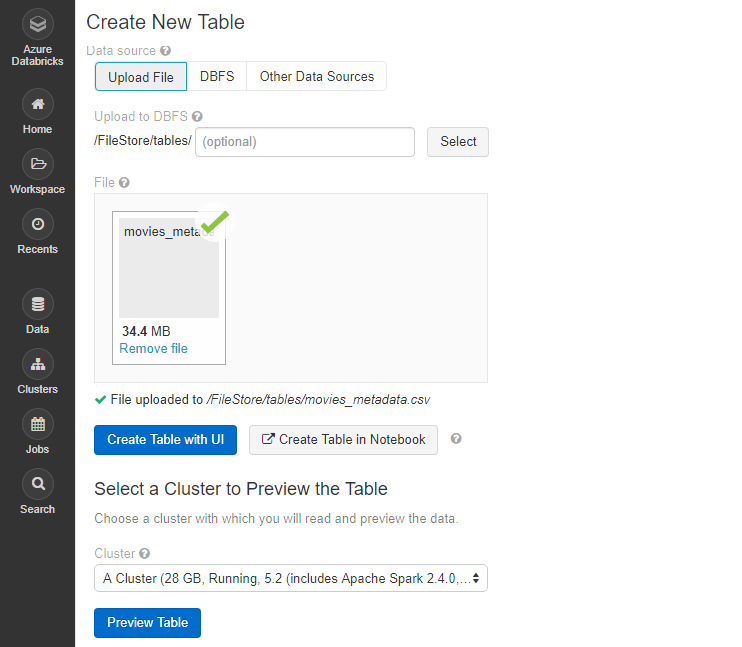 Azure
Databricks
Home
Workspace
Recents
Data
Clusters
Jobs
Search
Create New Table
Data source
Upload File DBFS Other Data Sources
Upload to DBFS
/FileStore/tables/ (optional) Select
File
movies_metad
34.4 MB
Remove file
File uploaded to /FileStore/tables/movies_metadata.csv
Create Table with UI Create Table in Notebook
Select a Cluster to Preview the Table
Choose a cluster with which you will read and preview the data.
Cluster
A Cluster (28 GB, Running, 5.2 (includes Apache Spark 2.4.0,...
Preview Table